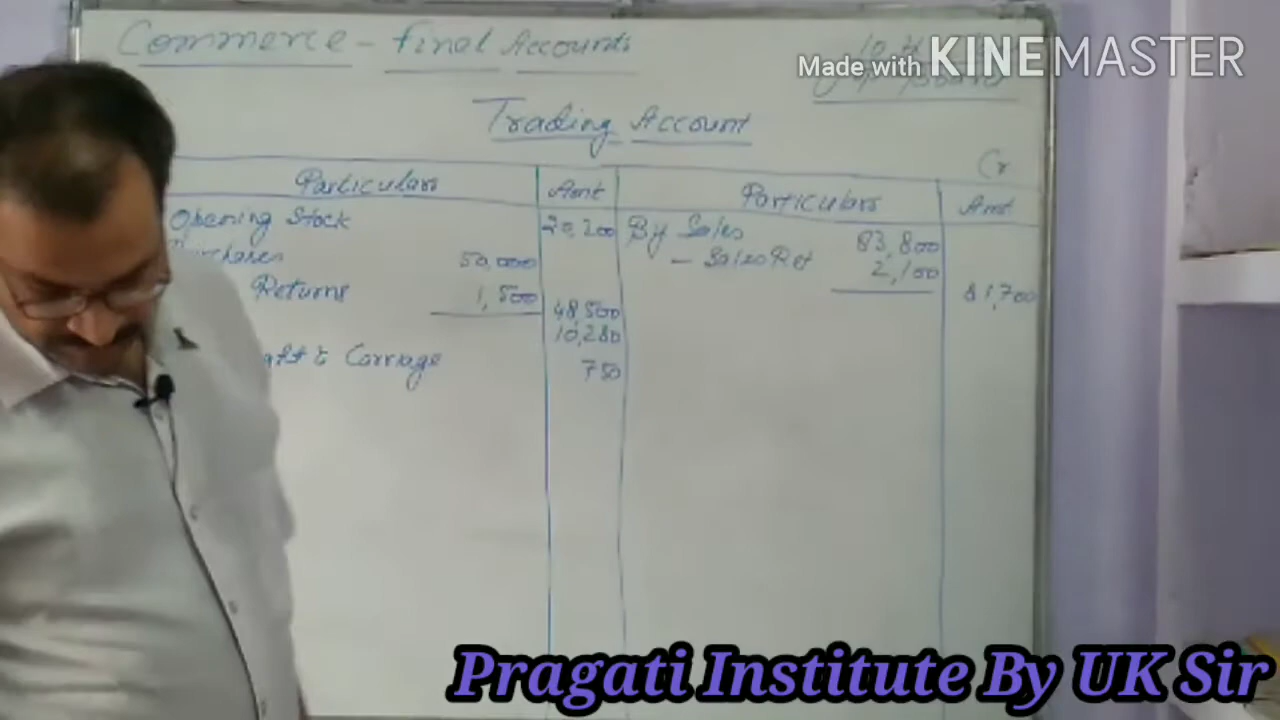 Commerce - Final Accounts
Made with KINEMASTER
Trading Account
Cr
Particulars Amt Particulars Amt
Opening Stock 20,200 By Sales 83,800
50,000 - Sales Ret 2,100
Returns 1,500 81,700
48,500
10,280
& Carriage 750
Pragati Institute By UK Sir